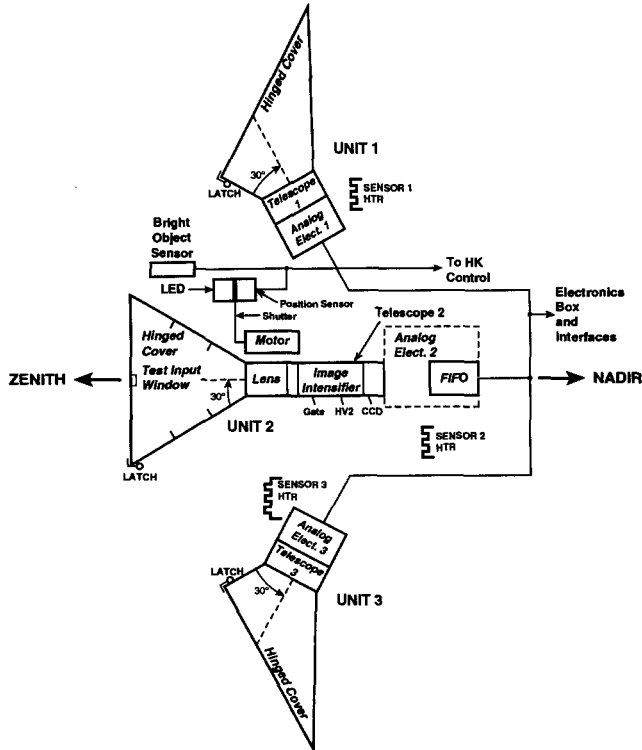 Hinged Cover
UNIT 1
30°
LATCH
Telescope
1
SENSOR 1
HTR
Analog
Elect. 1
Bright
Object
Sensor
To HK
Control
LED
Position Sensor
Shutter
Electronics
Box
and
Interfaces
Motor
Telescope 2
Hinged
Cover
Analog
Elect. 2
ZENITH
Test Input
Window
30°
Lens
Image
Intensifier
FIFO
NADIR
Gate
HV2
CCD
UNIT 2
SENSOR 2
HTR
LATCH
SENSOR 3
HTR
Analog
Elect. 3
Telescope
3
LATCH
30°
UNIT 3
Hinged Cover